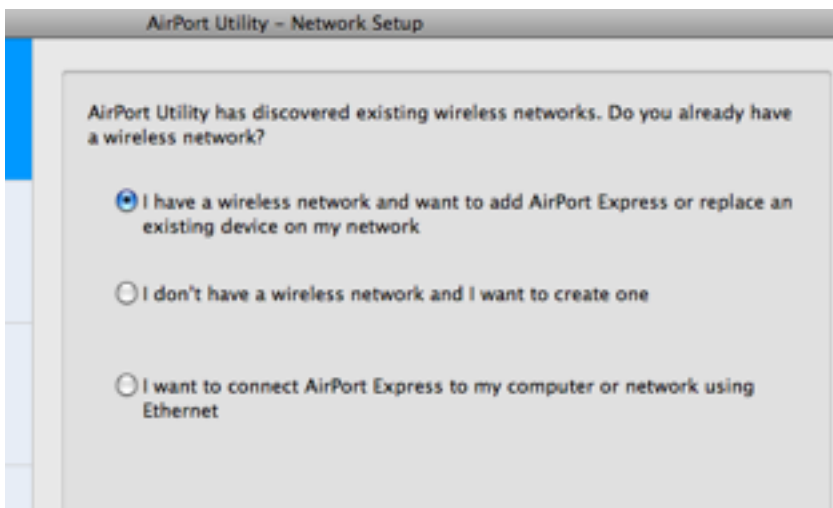 AirPort Utility – Network Setup
AirPort Utility has discovered existing wireless networks. Do you already have
a wireless network?
I have a wireless network and want to add AirPort Express or replace an
existing device on my network
I don't have a wireless network and I want to create one
I want to connect AirPort Express to my computer or network using
Ethernet